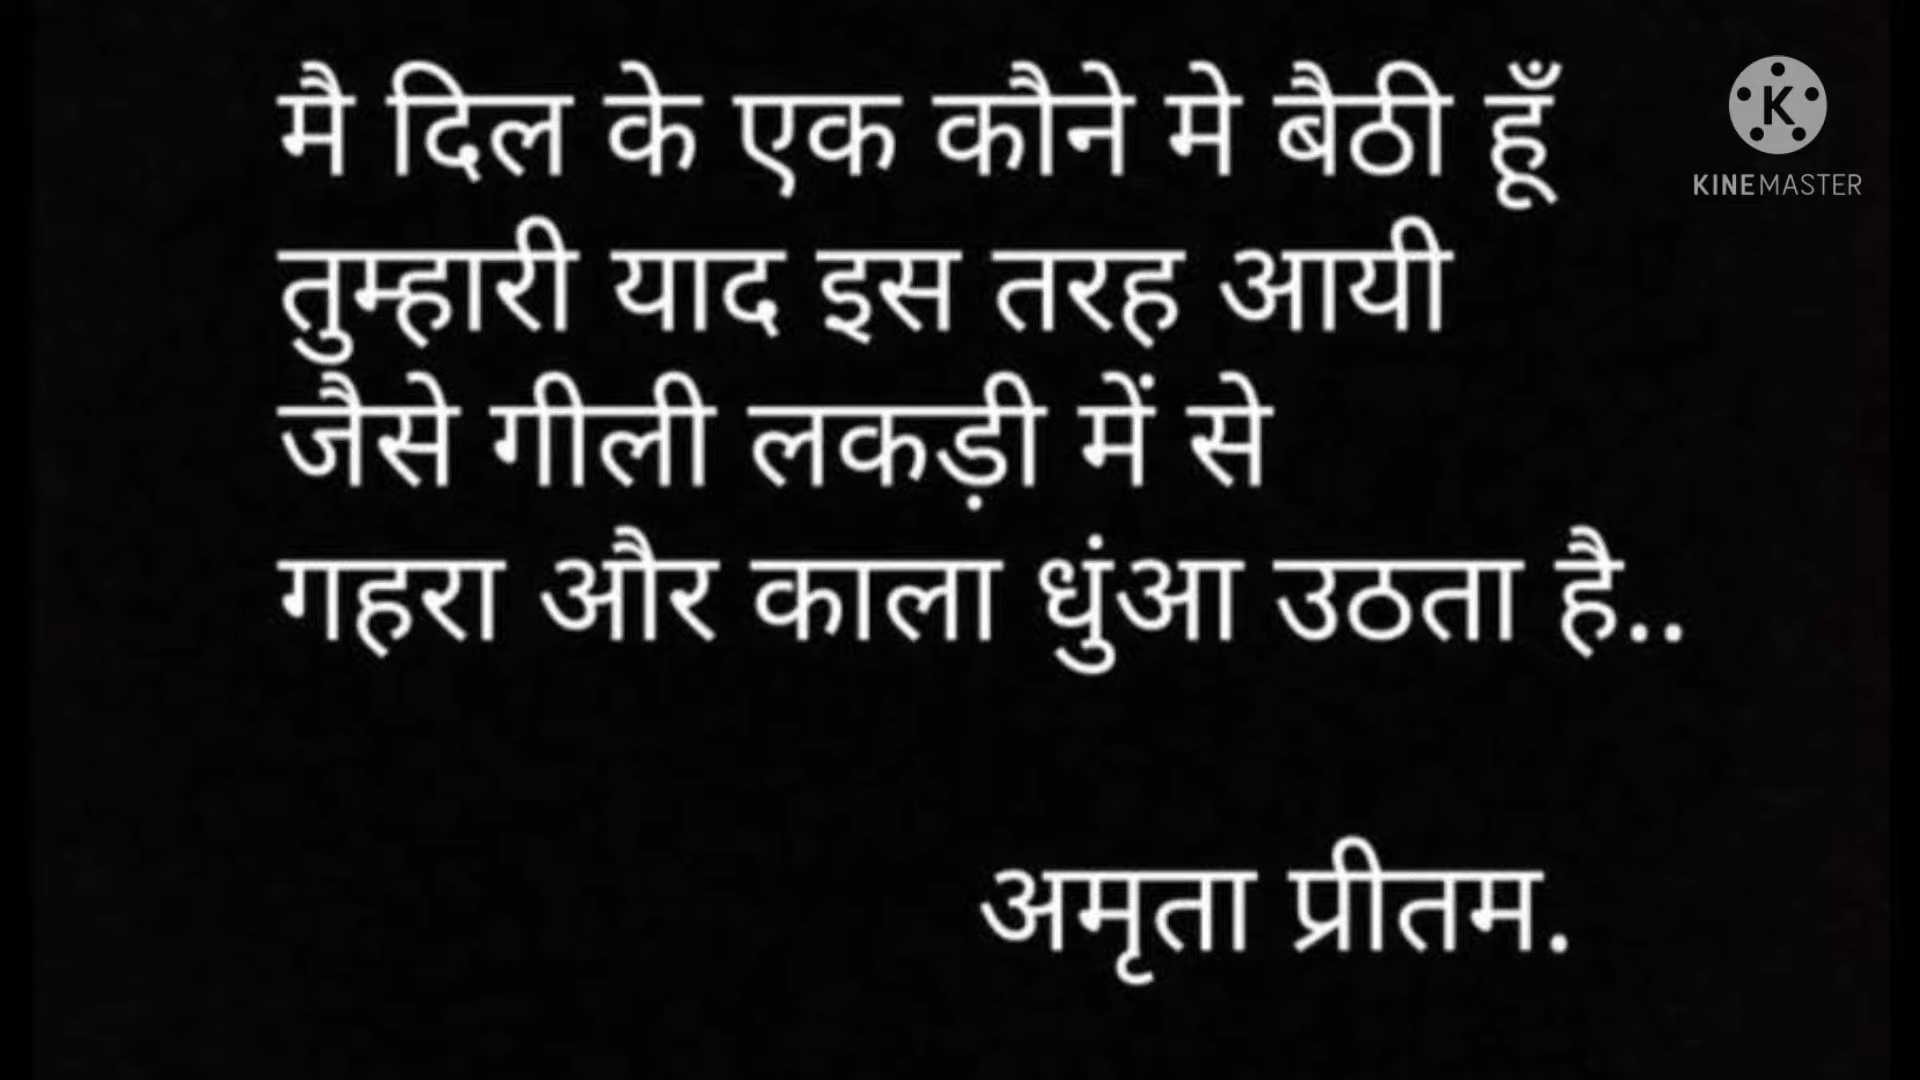 मै दिल के एक कौने मे बैठी हूँ
तुम्हारी याद इस तरह आयी
जैसे गीली लकड़ी में से
गहरा और काला धुंआ उठता है..
अमृता प्रीतम.
K
KINEMASTER